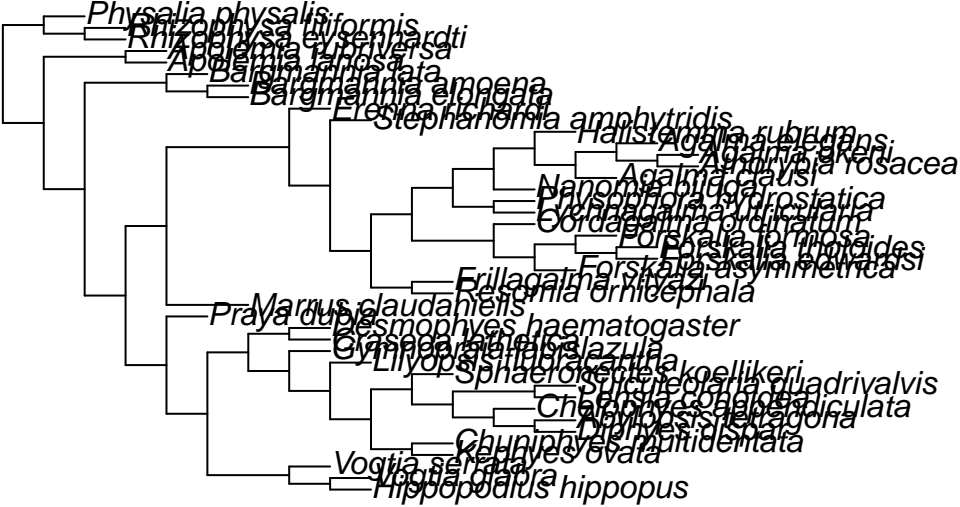 Physalia physalis
Rhizophysa filiformis
Rhizophysa eysenhardti
Apolemia rubriversa
Apolemia lanosa
Bargmannia lata
Bargmannia amoena
Bargmannia elongata
Erenna richardi
Stephanomia amphytridis
Halistemma rubrum
Agalma elegans
Agalma okeni
Athorybia rosacea
Agalma clausi
Nanomia bijuga
Physophora hydrostatica
Lychnagalma utricularia
Cordagalma ordinatum
Forskalia formosa
Forskalia tholoides
Forskalia edwardsi
Forskalia asymmetrica
Frillagalma vityazi
Resomia ornicephala
Marrus claudanielis
Praya dubia
Desmophyes haematogaster
Craseoa lathetica
Gymnopraia lapislazula
Lilyopsis fluoracantha
Sphaeronectes koellikeri
Sulculeolaria quadrivalvis
Lensia conoidea
Chelophyes appendiculata
Abylopsis tetragona
Diphyes dispar
Chuniphyes multidentata
Kephyes ovata
Vogtia serrata
Vogtia glabra
Hippopodius hippopus